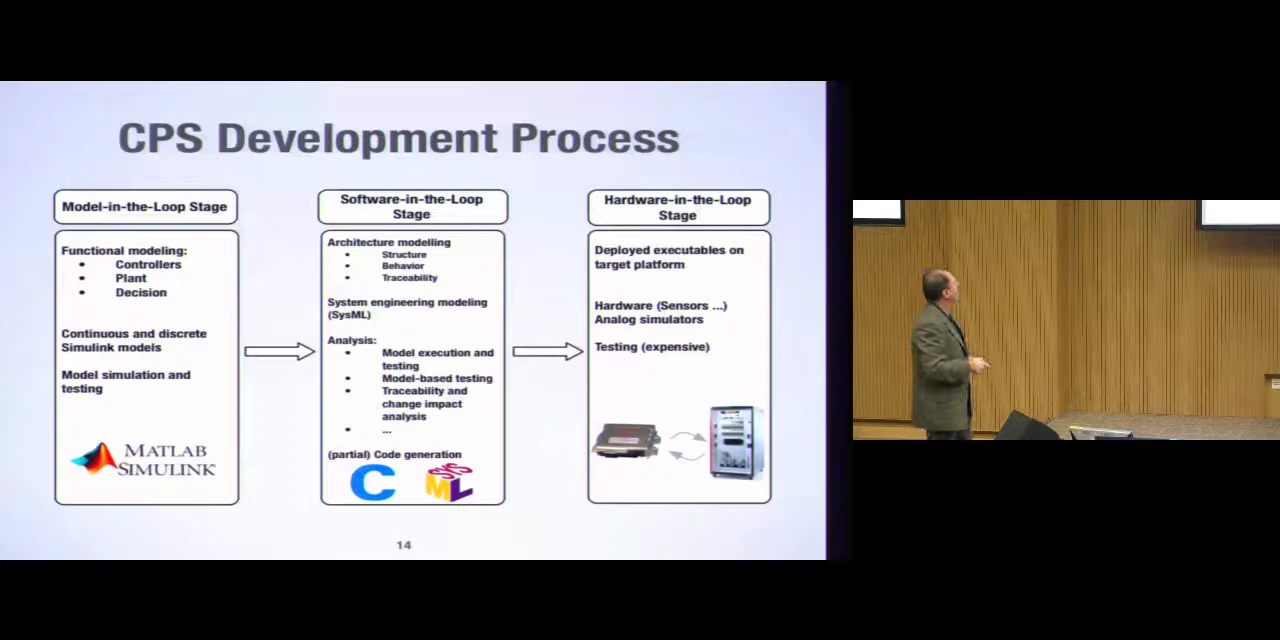 CPS Development Process
Model-in-the-Loop Stage
Functional modeling:
• Controllers
• Plant
• Decision
Continuous and discrete
Simulink models
Model simulation and
testing
MATLAB
SIMULINK
Software-in-the-Loop
Stage
Architecture modelling
• Structure
• Behavior
• Traceability
System engineering modeling
(SysML)
Analysis:
• Model execution and
testing
• Model-based testing
• Traceability and
change impact
analysis
• ...
(partial) Code generation
C
SYS
ML
Hardware-in-the-Loop
Stage
Deployed executables on
target platform
Hardware (Sensors ...)
Analog simulators
Testing (expensive)
14